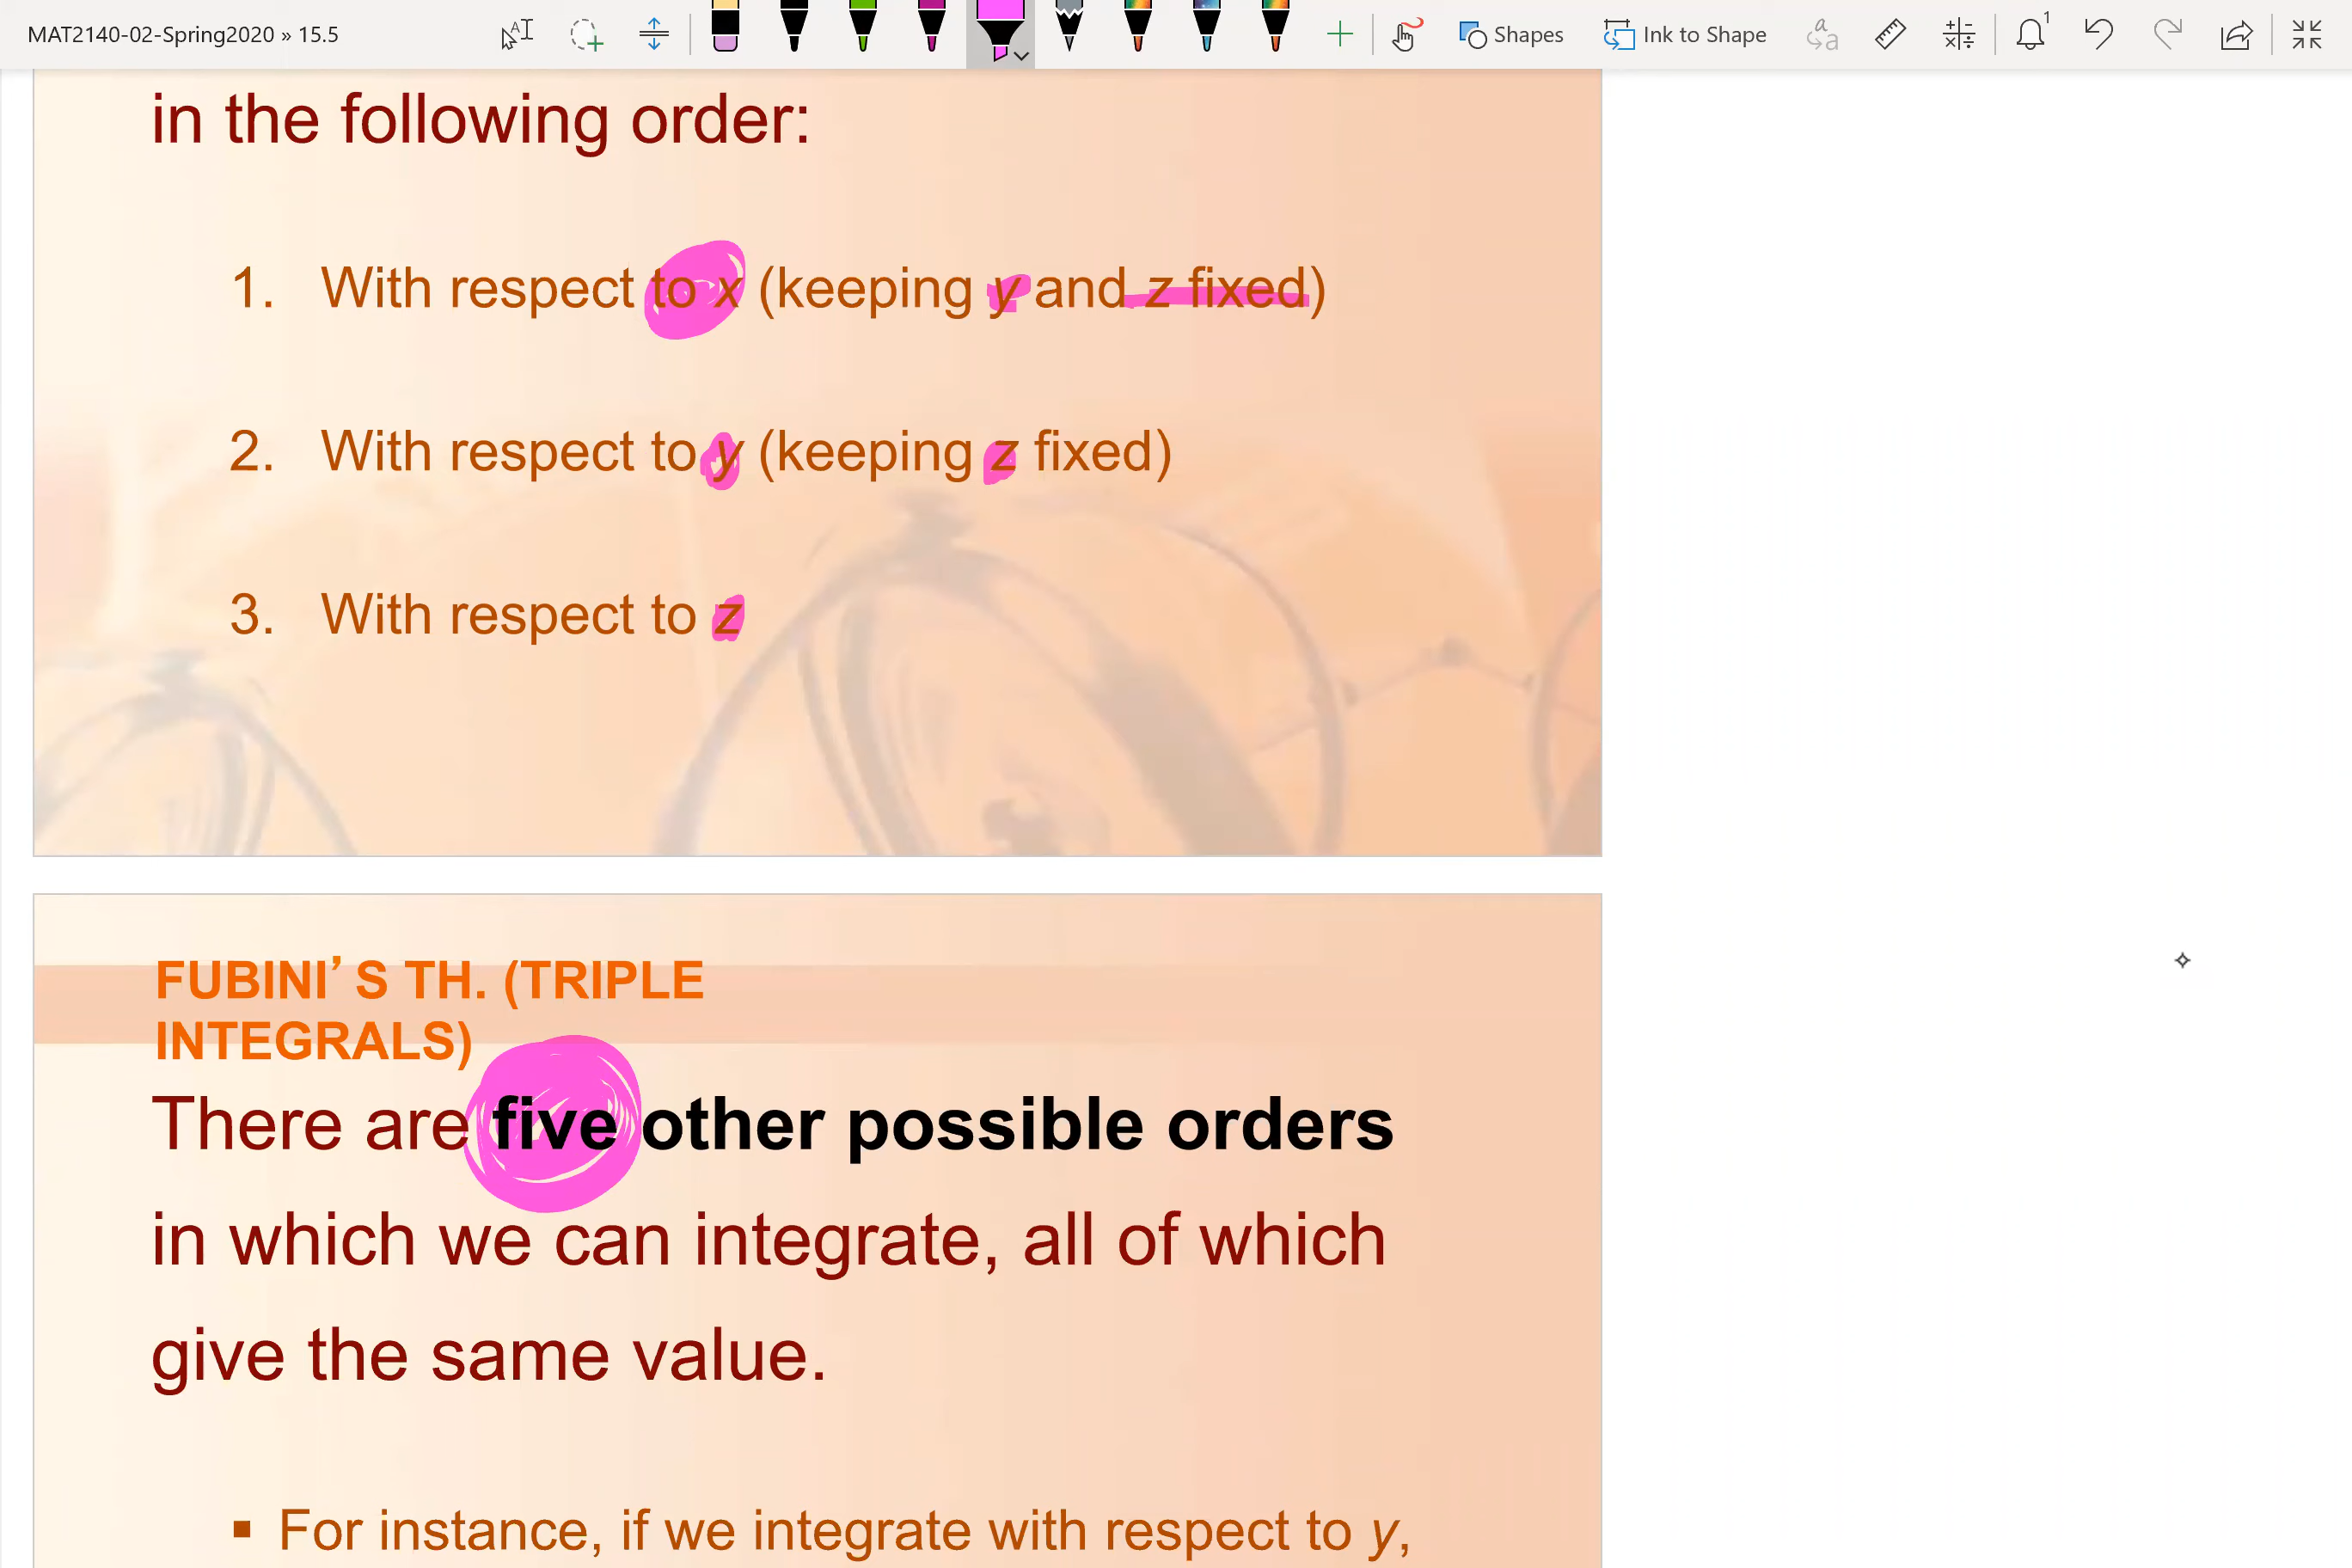 MAT2140-02-Spring2020 » 15.5
Shapes
Ink to Shape
1
in the following order:
1. With respect to x (keeping y and z fixed)
2. With respect to y (keeping z fixed)
3. With respect to z
FUBINI’S TH. (TRIPLE
INTEGRALS)
There are five other possible orders
in which we can integrate, all of which
give the same value.
▪ For instance, if we integrate with respect to y,